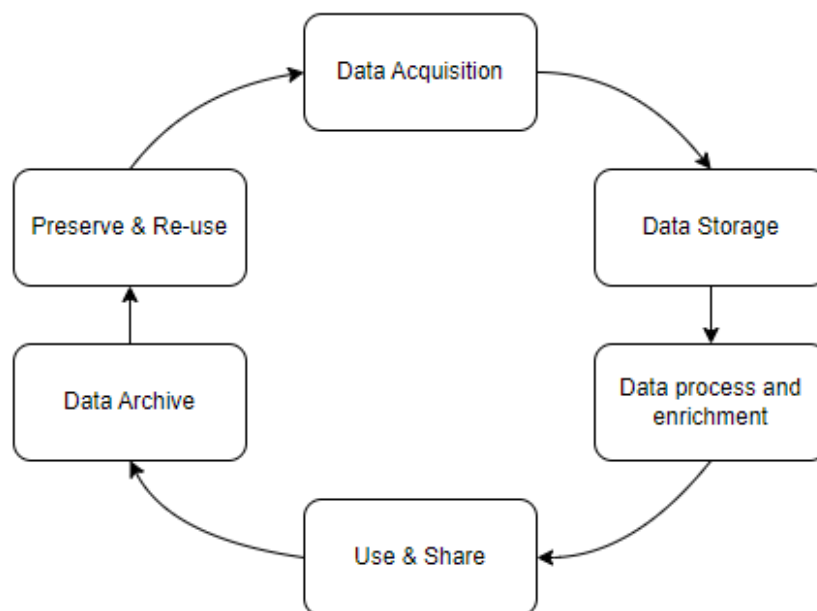 Data Acquisition
Preserve & Re-use
Data Storage
Data Archive
Data process and
enrichment
Use & Share